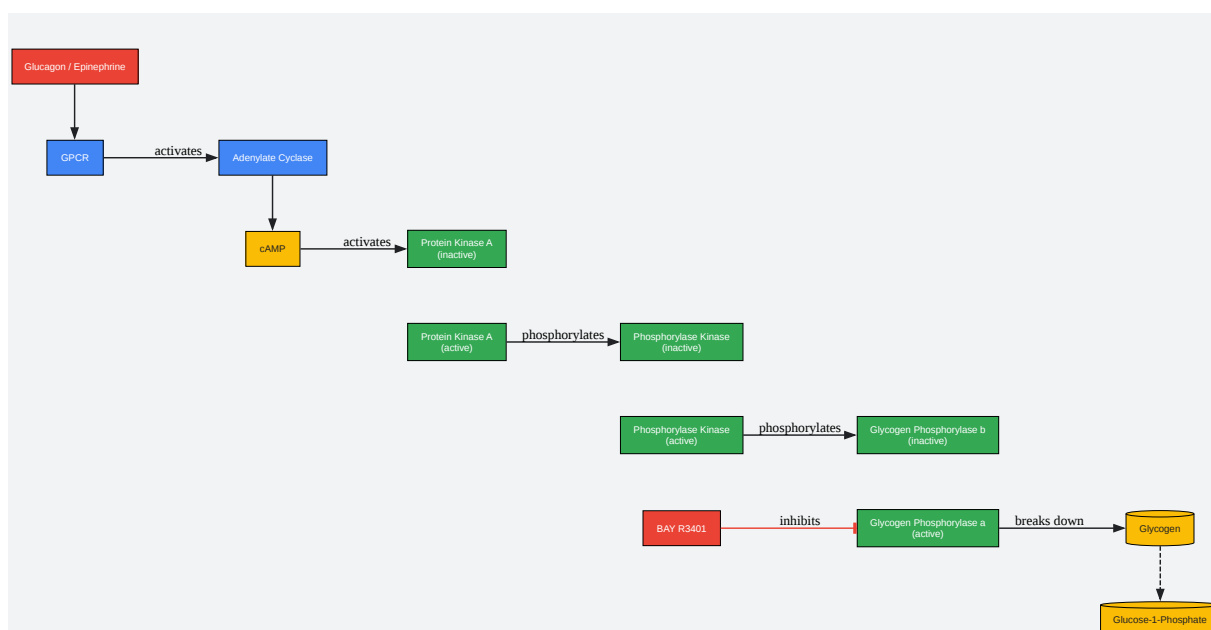 Glucagon / Epinephrine
GPCR
activates
Adenylate Cyclase
cAMP
activates
Protein Kinase A
(inactive)
Protein Kinase A
(active)
phosphorylates
Phosphorylase Kinase
(inactive)
Phosphorylase Kinase
(active)
phosphorylates
Glycogen Phosphorylase b
(inactive)
BAY R3401
inhibits
Glycogen Phosphorylase a
(active)
breaks down
Glycogen
Glucose-1-Phosphate